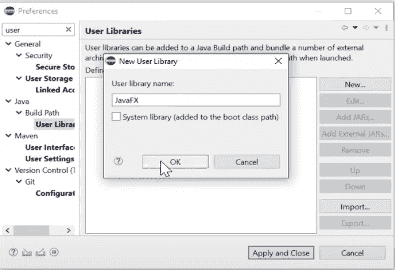 Preferences
user
User Libraries
General
Security
Secure Sto
User Storage
Linked Acc
Java
Build Path
User Librar
Maven
User Interfac
User Settings
Version Control (T
Git
Configurat
User libraries can be added to a Java Build path and bundle a number of external
archi
th when launched.
Defin
New User Library
User library name:
JavaFX
System library (added to the boot class path)
OK
Cancel
New...
Edit...
Add JARs...
Add External JARs...
Remove
Up
Down
Import...
Export...
Apply and Close
Cancel